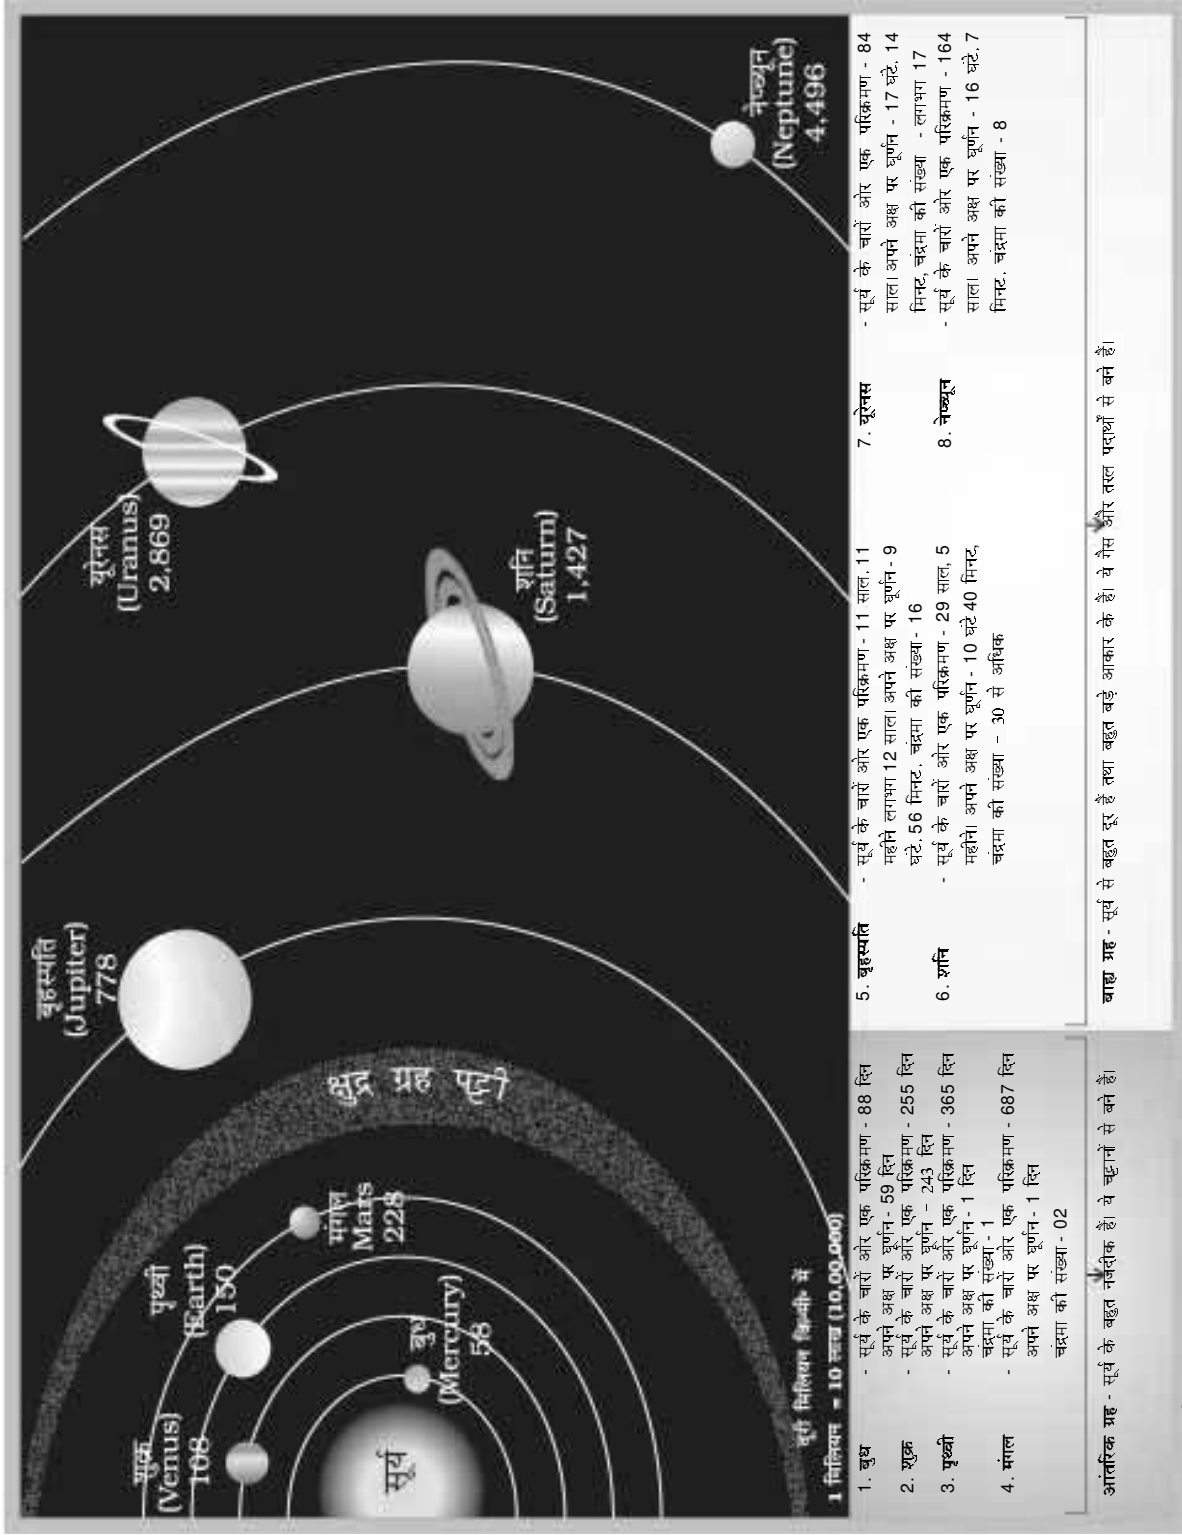 सूर्य
शुक्र
(Venus)
108
बुध
(Mercury)
58
पृथ्वी
(Earth)
150
मंगल
Mars
228
क्षुद्र ग्रह पट्टी
बृहस्पति
(Jupiter)
778
शनि
(Saturn)
1,427
यूरेनस
(Uranus)
2,869
नेप्च्यून
(Neptune)
4,496
दूरी मिलियन किमी॰ में
1 मिलियन = 10 लाख (10,00,000)
1. बुध - सूर्य के चारों ओर एक परिक्रमण - 88 दिन
अपने अक्ष पर घूर्णन - 59 दिन
2. शुक्र - सूर्य के चारों ओर एक परिक्रमण - 255 दिन
अपने अक्ष पर घूर्णन – 243 दिन
3. पृथ्वी - सूर्य के चारों ओर एक परिक्रमण - 365 दिन
अपने अक्ष पर घूर्णन - 1 दिन
चंद्रमा की संख्या - 1
4. मंगल - सूर्य के चारों ओर एक परिक्रमण - 687 दिन
अपने अक्ष पर घूर्णन - 1 दिन
चंद्रमा की संख्या - 02
आंतरिक ग्रह - सूर्य के बहुत नजदीक हैं। ये चट्टानों से बने हैं।
5. बृहस्पति - सूर्य के चारों ओर एक परिक्रमण - 11 साल, 11
महीने लगभग 12 साल। अपने अक्ष पर घूर्णन - 9
घंटे, 56 मिनट, चंद्रमा की संख्या - 16
6. शनि - सूर्य के चारों ओर एक परिक्रमण - 29 साल, 5
महीने। अपने अक्ष पर घूर्णन - 10 घंटे 40 मिनट,
चंद्रमा की संख्या – 30 से अधिक
7. यूरेनस - सूर्य के चारों ओर एक परिक्रमण - 84
साल। अपने अक्ष पर घूर्णन - 17 घंटे, 14
मिनट, चंद्रमा की संख्या - लगभग 17
8. नेप्च्यून - सूर्य के चारों ओर एक परिक्रमण - 164
साल। अपने अक्ष पर घूर्णन - 16 घंटे, 7
मिनट, चंद्रमा की संख्या - 8
बाह्य ग्रह - सूर्य से बहुत दूर हैं तथा बहुत बड़े आकार के हैं। ये गैस और तरल पदार्थों से बने हैं।